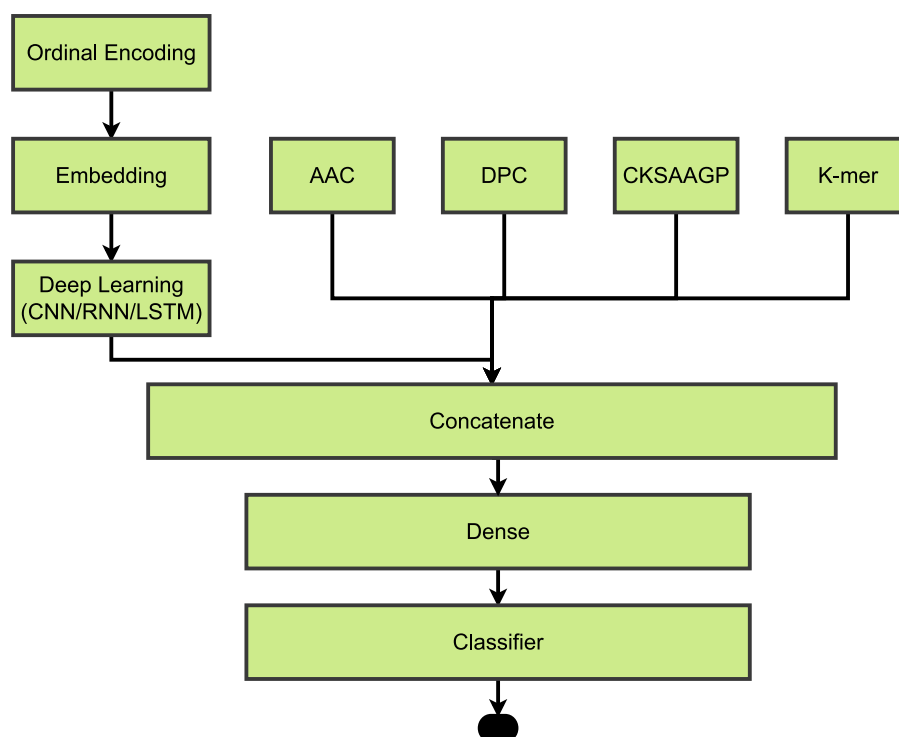 Ordinal Encoding
Embedding
AAC
DPC
CKSAAGP
K-mer
Deep Learning
(CNN/RNN/LSTM)
Concatenate
Dense
Classifier